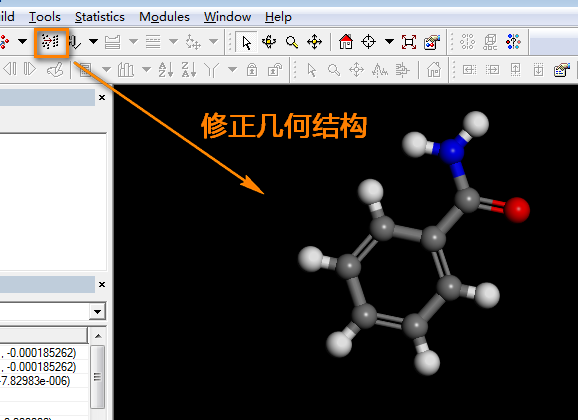 ild Tools Statistics Modules Window Help
修正几何结构
, -0.000185262)
, -0.000185262)
-7.82983e-006)